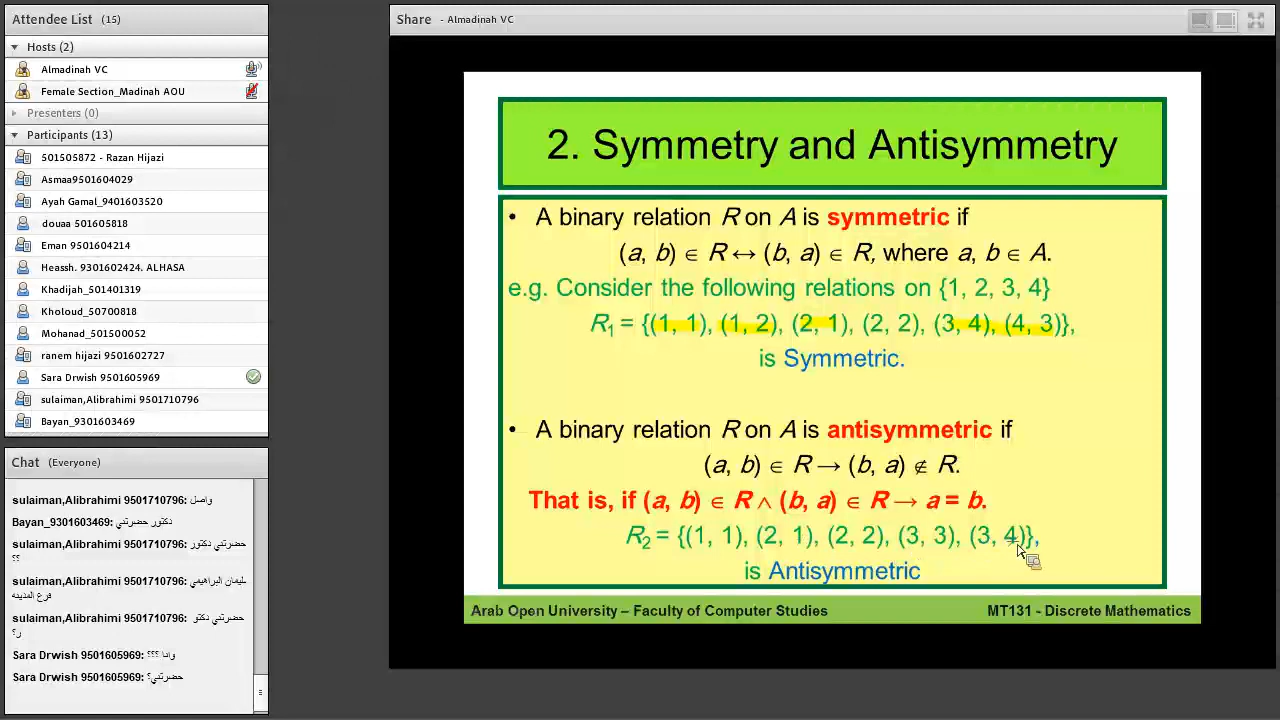 Attendee List (15)
Hosts (2)
Almadinah VC
Female Section_Madinah AOU
Presenters (0)
Participants (13)
501505872 - Razan Hijazi
Asmaa9501604029
Ayah Gamal_9401603520
douaa 501605818
Eman 9501604214
Heassh. 9301602424. ALHASA
Khadijah_501401319
Kholoud_50700818
Mohanad_501500052
ranem hijazi 9501602727
Sara Drwish 9501605969
sulaiman,Alibrahimi 9501710796
Bayan_9301603469
Chat (Everyone)
sulaiman,Alibrahimi 9501710796: واصل
Bayan_9301603469: دكتور حضرتني
sulaiman,Alibrahimi 9501710796: حضرتني دكتور
؟؟
sulaiman,Alibrahimi 9501710796: سليمان البراهيمي
فرع المدينه
sulaiman,Alibrahimi 9501710796: حضرتني دكتو
ر؟
Sara Drwish 9501605969: وانا ؟؟؟
Sara Drwish 9501605969: حضرتني؟
Share - Almadinah VC
2. Symmetry and Antisymmetry
• A binary relation R on A is symmetric if
(a, b) ∈ R ↔ (b, a) ∈ R, where a, b ∈ A.
e.g. Consider the following relations on {1, 2, 3, 4}
R₁ = {(1, 1), (1, 2), (2, 1), (2, 2), (3, 4), (4, 3)},
is Symmetric.
• A binary relation R on A is antisymmetric if
(a, b) ∈ R → (b, a) ∉ R.
That is, if (a, b) ∈ R ∧ (b, a) ∈ R → a = b.
R₂ = {(1, 1), (2, 1), (2, 2), (3, 3), (3, 4)},
is Antisymmetric
Arab Open University – Faculty of Computer Studies
MT131 - Discrete Mathematics